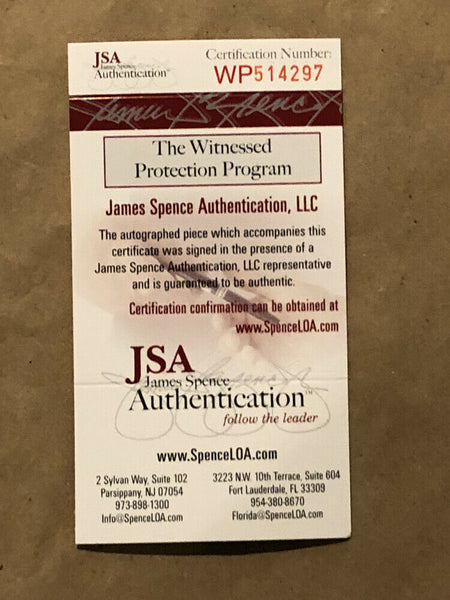 JSA
James Spence
Authentication
Certification Number:
WP514297
The Witnessed
Protection Program
James Spence Authentication, LLC
The autographed piece which accompanies this
certificate was signed in the presence of a
James Spence Authentication, LLC representative
and is guaranteed to be authentic.
Certification confirmation can be obtained at
www.SpenceLOA.com
JSA
James Spence
Authentication™
follow the leader
www.SpenceLOA.com
2 Sylvan Way, Suite 102
Parsippany, NJ 07054
973-898-1300
Info@SpenceLOA.com
3223 N.W. 10th Terrace, Suite 604
Fort Lauderdale, FL 33309
954-380-8670
Florida@SpenceLOA.com